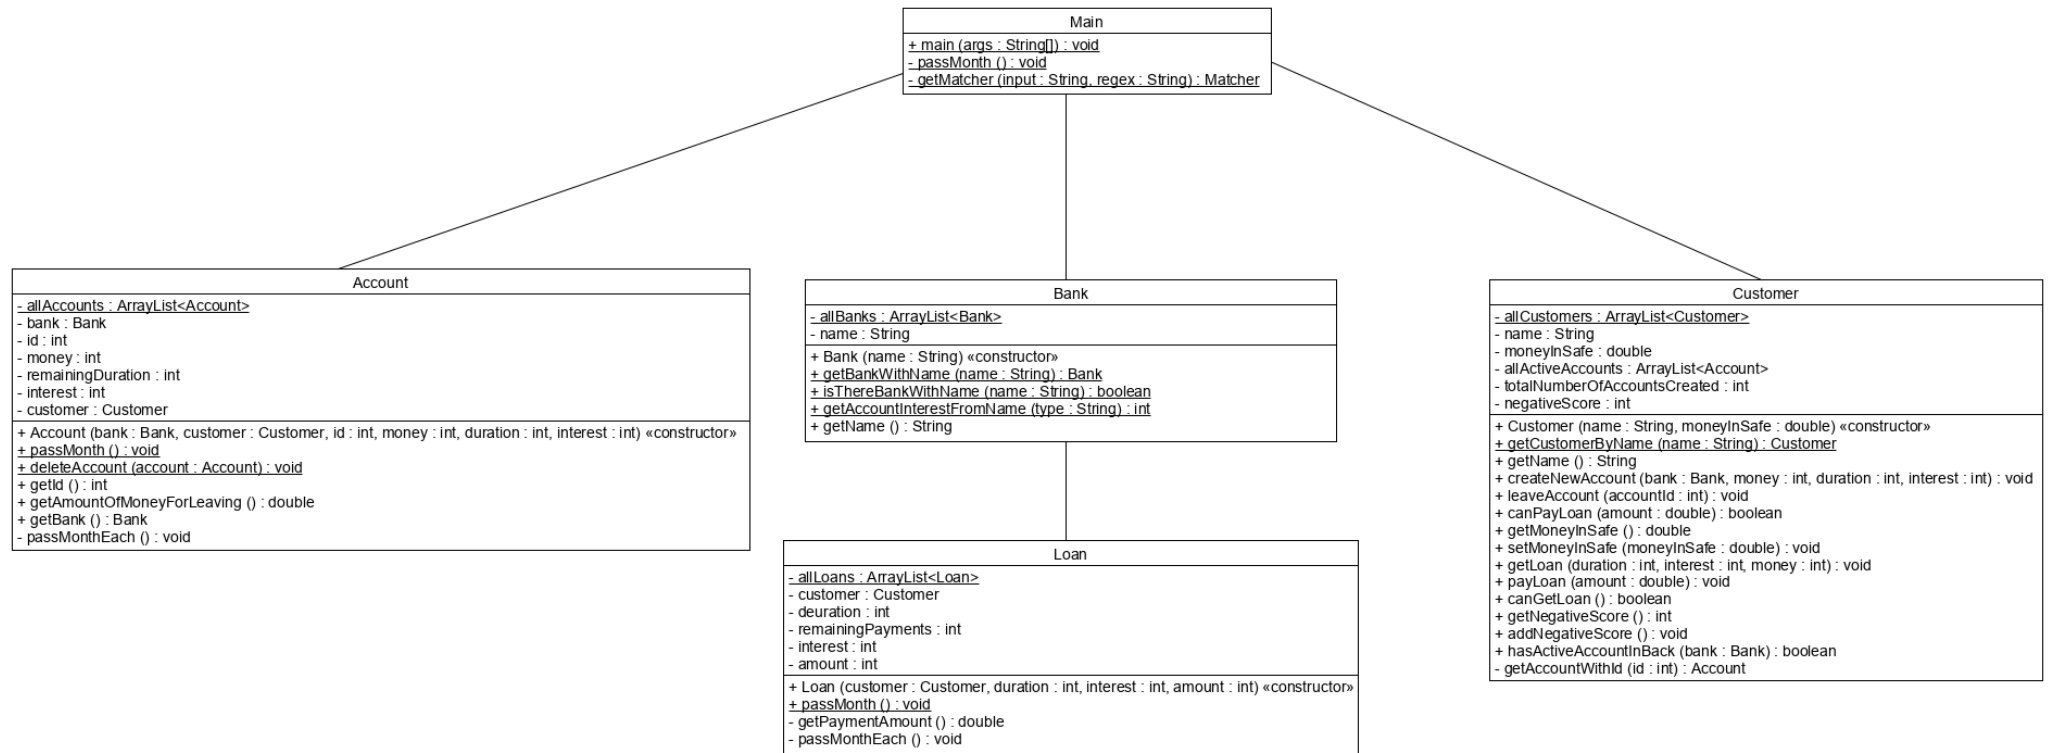 Main
+ main (args : String[]) : void
- passMonth () : void
- getMatcher (input : String, regex : String) : Matcher
Account
- allAccounts : ArrayList<Account>
- bank : Bank
- id : int
- money : int
- remainingDuration : int
- interest : int
- customer : Customer
+ Account (bank : Bank, customer : Customer, id : int, money : int, duration : int, interest : int) «constructor»
+ passMonth () : void
+ deleteAccount (account : Account) : void
+ getId () : int
+ getAmountOfMoneyForLeaving () : double
+ getBank () : Bank
- passMonthEach () : void
Bank
- allBanks : ArrayList<Bank>
- name : String
+ Bank (name : String) «constructor»
+ getBankWithName (name : String) : Bank
+ isThereBankWithName (name : String) : boolean
+ getAccountInterestFromName (type : String) : int
+ getName () : String
Customer
- allCustomers : ArrayList<Customer>
- name : String
- moneyInSafe : double
- allActiveAccounts : ArrayList<Account>
- totalNumberOfAccountsCreated : int
- negativeScore : int
+ Customer (name : String, moneyInSafe : double) «constructor»
+ getCustomerByName (name : String) : Customer
+ getName () : String
+ createNewAccount (bank : Bank, money : int, duration : int, interest : int) : void
+ leaveAccount (accountId : int) : void
+ canPayLoan (amount : double) : boolean
+ getMoneyInSafe () : double
+ setMoneyInSafe (moneyInSafe : double) : void
+ getLoan (duration : int, interest : int, money : int) : void
+ payLoan (amount : double) : void
+ canGetLoan () : boolean
+ getNegativeScore () : int
+ addNegativeScore () : void
+ hasActiveAccountInBack (bank : Bank) : boolean
- getAccountWithId (id : int) : Account
Loan
- allLoans : ArrayList<Loan>
- customer : Customer
- deuration : int
- remainingPayments : int
- interest : int
- amount : int
+ Loan (customer : Customer, duration : int, interest : int, amount : int) «constructor»
+ passMonth () : void
- getPaymentAmount () : double
- passMonthEach () : void